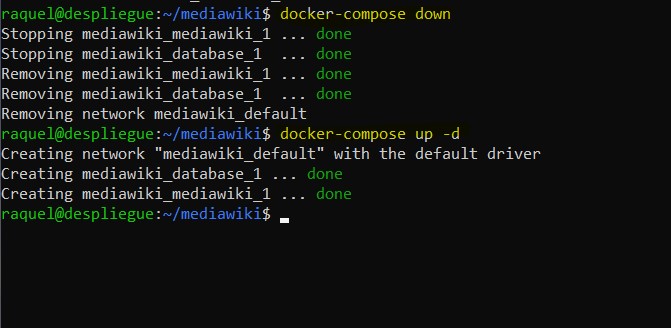 raquel@despliegue:~/mediawiki$ docker-compose down
Stopping mediawiki_mediawiki_1 ... done
Stopping mediawiki_database_1  ... done
Removing mediawiki_mediawiki_1 ... done
Removing mediawiki_database_1  ... done
Removing network mediawiki_default
raquel@despliegue:~/mediawiki$ docker-compose up -d
Creating network "mediawiki_default" with the default driver
Creating mediawiki_database_1 ... done
Creating mediawiki_mediawiki_1 ... done
raquel@despliegue:~/mediawiki$